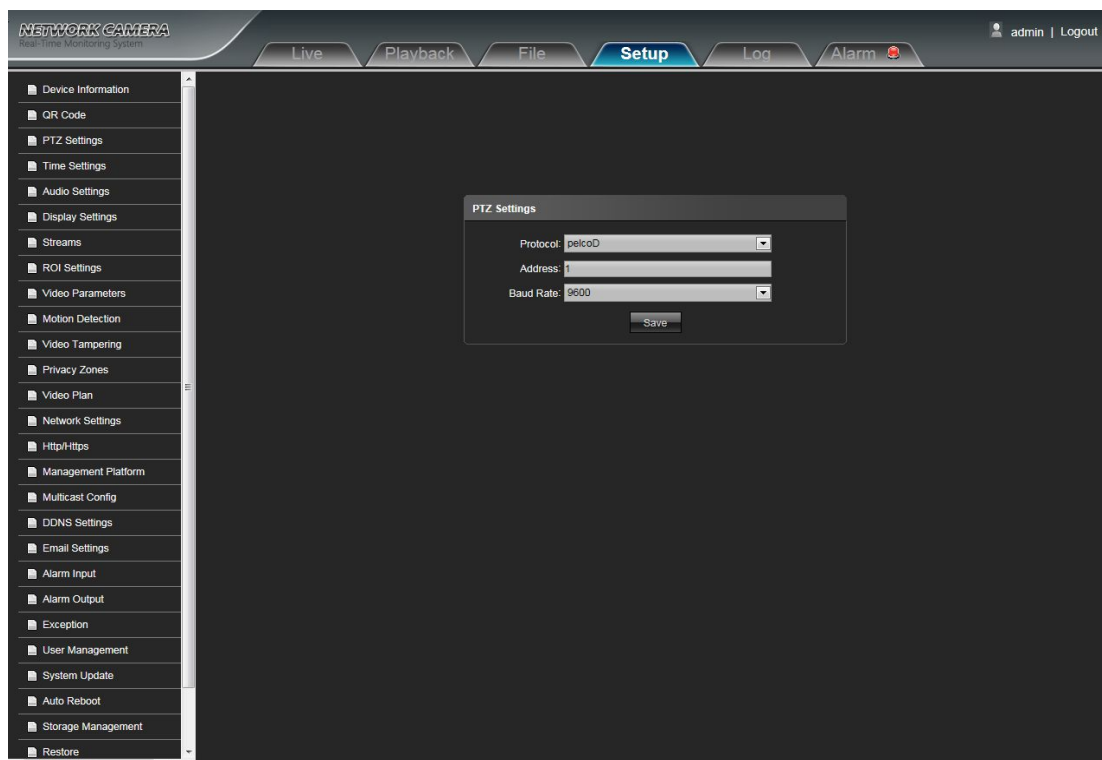 NETWORK CAMERA
Real-Time Monitoring System
Live
Playback
File
Setup
Log
Alarm
admin | Logout
Device Information
QR Code
PTZ Settings
Time Settings
Audio Settings
Display Settings
Streams
ROI Settings
Video Parameters
Motion Detection
Video Tampering
Privacy Zones
Video Plan
Network Settings
Http/Https
Management Platform
Multicast Config
DDNS Settings
Email Settings
Alarm Input
Alarm Output
Exception
User Management
System Update
Auto Reboot
Storage Management
Restore
PTZ Settings
Protocol: pelcoD
Address: 1
Baud Rate: 9600
Save